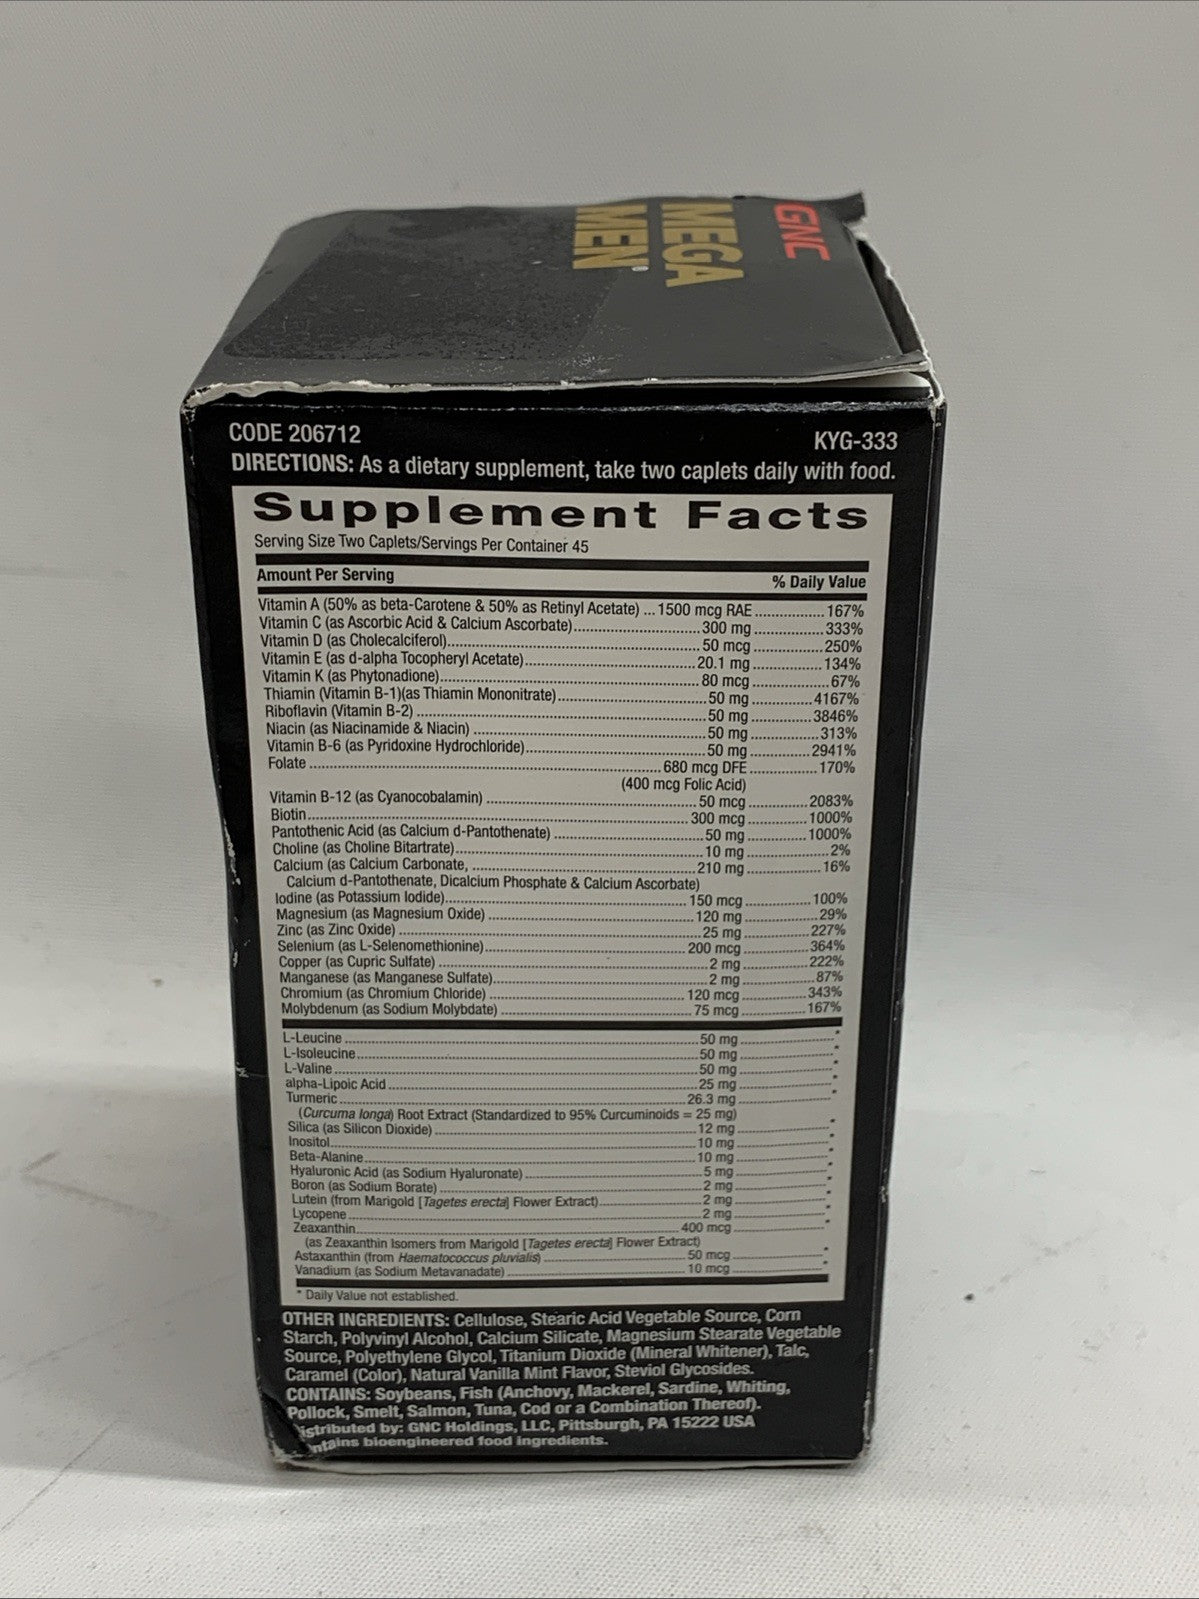 GNC
MEGA
MEN®
CODE 206712 KYG-333
DIRECTIONS: As a dietary supplement, take two caplets daily with food.
Supplement Facts
Serving Size Two Caplets/Servings Per Container 45
Amount Per Serving % Daily Value
Vitamin A (50% as beta-Carotene & 50% as Retinyl Acetate) ... 1500 mcg RAE ... 167%
Vitamin C (as Ascorbic Acid & Calcium Ascorbate) ... 300 mg ... 333%
Vitamin D (as Cholecalciferol) ... 50 mcg ... 250%
Vitamin E (as d-alpha Tocopheryl Acetate) ... 20.1 mg ... 134%
Vitamin K (as Phytonadione) ... 80 mcg ... 67%
Thiamin (Vitamin B-1)(as Thiamin Mononitrate) ... 50 mg ... 4167%
Riboflavin (Vitamin B-2) ... 50 mg ... 3846%
Niacin (as Niacinamide & Niacin) ... 50 mg ... 313%
Vitamin B-6 (as Pyridoxine Hydrochloride) ... 50 mg ... 2941%
Folate ... 680 mcg DFE ... 170%
(400 mcg Folic Acid)
Vitamin B-12 (as Cyanocobalamin) ... 50 mcg ... 2083%
Biotin ... 300 mcg ... 1000%
Pantothenic Acid (as Calcium d-Pantothenate) ... 50 mg ... 1000%
Choline (as Choline Bitartrate) ... 10 mg ... 2%
Calcium (as Calcium Carbonate, ... 210 mg ... 16%
Calcium d-Pantothenate, Dicalcium Phosphate & Calcium Ascorbate)
Iodine (as Potassium Iodide) ... 150 mcg ... 100%
Magnesium (as Magnesium Oxide) ... 120 mg ... 29%
Zinc (as Zinc Oxide) ... 25 mg ... 227%
Selenium (as L-Selenomethionine) ... 200 mcg ... 364%
Copper (as Cupric Sulfate) ... 2 mg ... 222%
Manganese (as Manganese Sulfate) ... 2 mg ... 87%
Chromium (as Chromium Chloride) ... 120 mcg ... 343%
Molybdenum (as Sodium Molybdate) ... 75 mcg ... 167%
L-Leucine ... 50 mg ... *
L-Isoleucine ... 50 mg ... *
L-Valine ... 50 mg ... *
alpha-Lipoic Acid ... 25 mg ... *
Turmeric ... 26.3 mg ... *
(Curcuma longa) Root Extract (Standardized to 95% Curcuminoids = 25 mg)
Silica (as Silicon Dioxide) ... 12 mg ... *
Inositol ... 10 mg ... *
Beta-Alanine ... 10 mg ... *
Hyaluronic Acid (as Sodium Hyaluronate) ... 5 mg ... *
Boron (as Sodium Borate) ... 2 mg ... *
Lutein (from Marigold [Tagetes erecta] Flower Extract) ... 2 mg ... *
Lycopene ... 2 mg ... *
Zeaxanthin ... 400 mcg ... *
(as Zeaxanthin Isomers from Marigold [Tagetes erecta] Flower Extract)
Astaxanthin (from Haematococcus pluvialis) ... 50 mcg ... *
Vanadium (as Sodium Metavanadate) ... 10 mcg ... *
* Daily Value not established.
OTHER INGREDIENTS: Cellulose, Stearic Acid Vegetable Source, Corn
Starch, Polyvinyl Alcohol, Calcium Silicate, Magnesium Stearate Vegetable
Source, Polyethylene Glycol, Titanium Dioxide (Mineral Whitener), Talc,
Caramel (Color), Natural Vanilla Mint Flavor, Steviol Glycosides.
CONTAINS: Soybeans, Fish (Anchovy, Mackerel, Sardine, Whiting,
Pollock, Smelt, Salmon, Tuna, Cod or a Combination Thereof).
istributed by: GNC Holdings, LLC, Pittsburgh, PA 15222 USA
ntains bioengineered food ingredients.